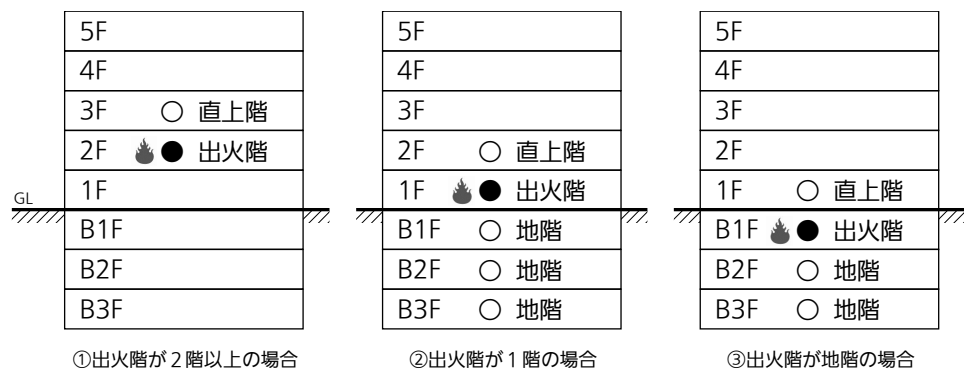 5F
4F
3F ○ 直上階
2F ● 出火階
1F
GL
B1F
B2F
B3F
①出火階が2階以上の場合
5F
4F
3F
2F ○ 直上階
1F ● 出火階
B1F ○ 地階
B2F ○ 地階
B3F ○ 地階
②出火階が1階の場合
5F
4F
3F
2F
1F ○ 直上階
B1F ● 出火階
B2F ○ 地階
B3F ○ 地階
③出火階が地階の場合